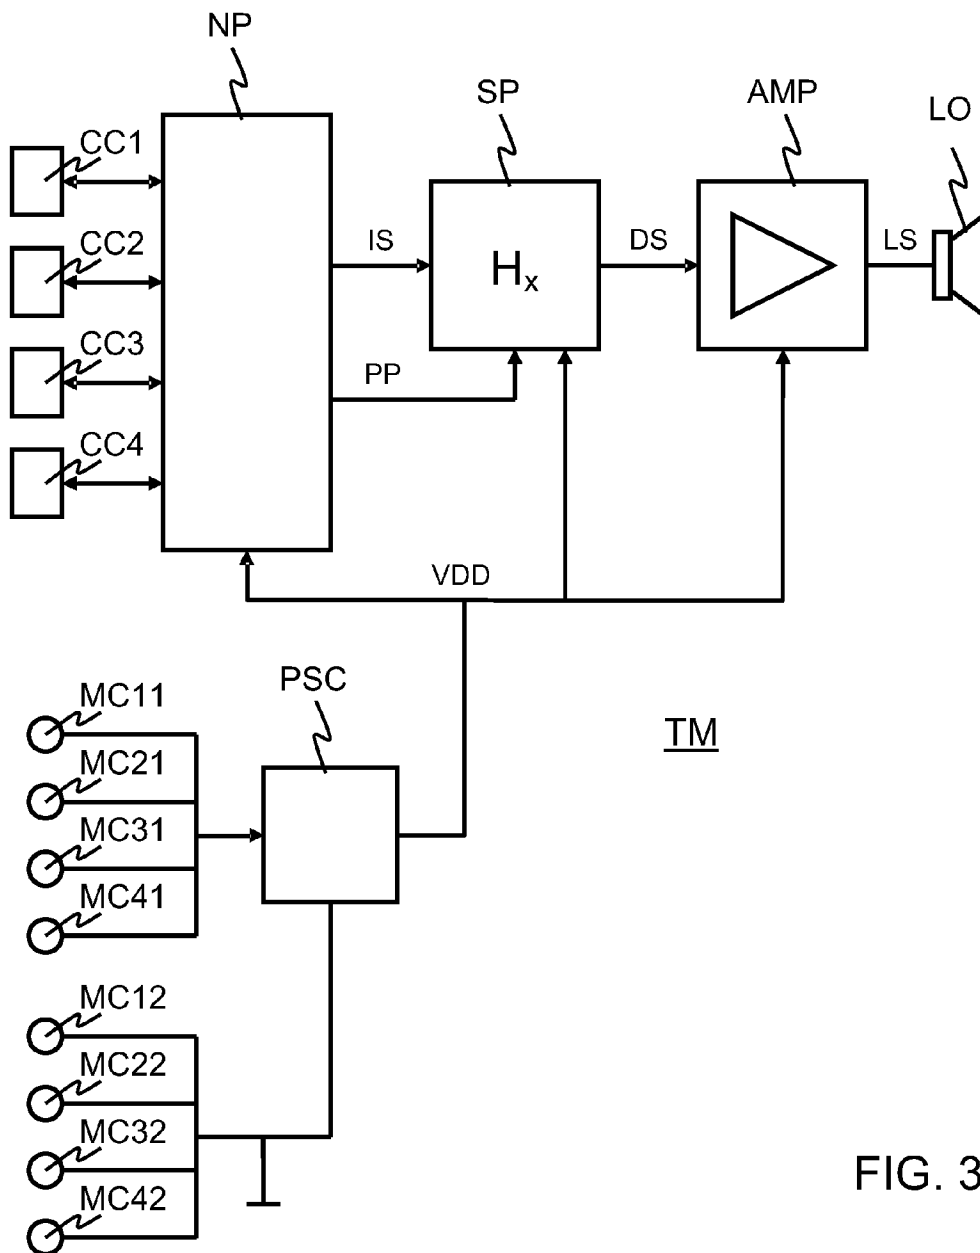 NP
SP
AMP
LO
CC1
CC2
CC3
CC4
IS
Hx
DS
LS
PP
VDD
PSC
TM
MC11
MC21
MC31
MC41
MC12
MC22
MC32
MC42
FIG. 3